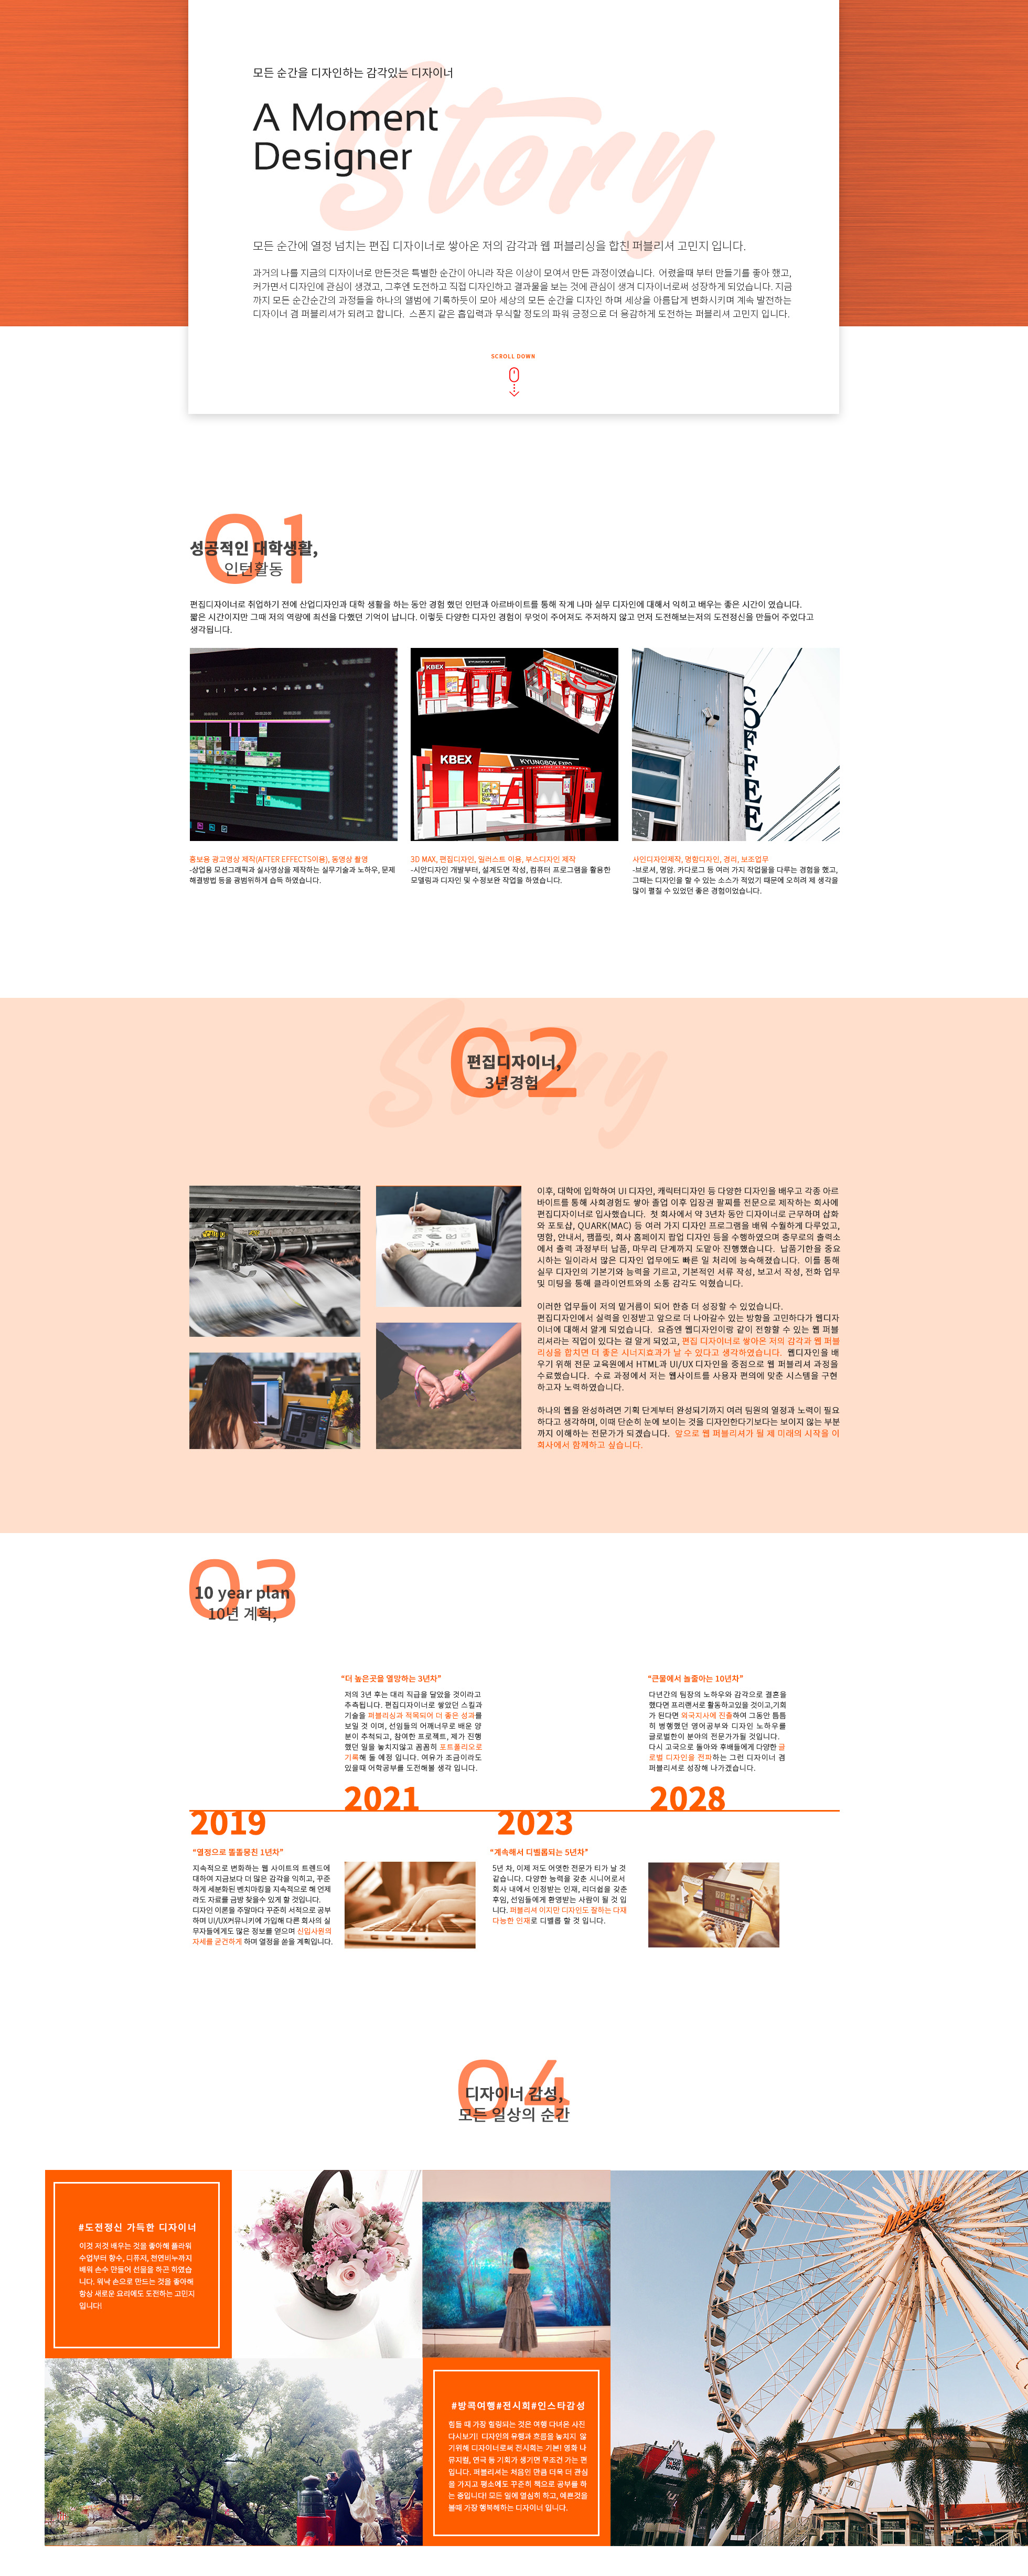 모든 순간을 디자인하는 감각있는 디자이너
Story
A Moment
Designer
모든 순간에 열정 넘치는 편집 디자이너로 쌓아온 저의 감각과 웹 퍼블리싱을 합친 퍼블리셔 고민지 입니다.
과거의 나를 지금의 디자이너로 만든것은 특별한 순간이 아니라 작은 이상이 모여서 만든 과정이였습니다. 어렸을때 부터 만들기를 좋아 했고,
커가면서 디자인에 관심이 생겼고, 그후엔 도전하고 직접 디자인하고 결과물을 보는 것에 관심이 생겨 디자이너로써 성장하게 되었습니다. 지금
까지 모든 순간순간의 과정들을 하나의 앨범에 기록하듯이 모아 세상의 모든 순간을 디자인 하며 세상을 아름답게 변화시키며 계속 발전하는
디자이너 겸 퍼블리셔가 되려고 합니다. 스폰지 같은 흡입력과 무식할 정도의 파워 긍정으로 더 용감하게 도전하는 퍼블리셔 고민지 입니다.
SCROLL DOWN
01
성공적인 대학생활,
인턴활동
편집디자이너로 취업하기 전에 산업디자인과 대학 생활을 하는 동안 경험 했던 인턴과 아르바이트를 통해 작게 나마 실무 디자인에 대해서 익히고 배우는 좋은 시간이 였습니다.
짧은 시간이지만 그때 저의 역량에 최선을 다했던 기억이 납니다. 이렇듯 다양한 디자인 경험이 무엇이 주어져도 주저하지 않고 먼저 도전해보는저의 도전정신을 만들어 주었다고
생각됩니다.
KBEX
KBEX
KYUNGBOK EXPO
COFFEE
홍보용 광고영상 제작(AFTER EFFECTS이용), 동영상 촬영
-상업용 모션그래픽과 실사영상을 제작하는 실무기술과 노하우, 문제
해결방법 등을 광범위하게 습득 하였습니다.
3D MAX, 편집디자인, 일러스트 이용, 부스디자인 제작
-시안디자인 개발부터, 설계도면 작성, 컴퓨터 프로그램을 활용한
모델링과 디자인 및 수정보완 작업을 하였습니다.
사인디자인제작, 명함디자인, 경리, 보조업무
-브로셔, 명암. 카다로그 등 여러 가지 작업물을 다루는 경험을 했고,
그때는 디자인을 할 수 있는 소스가 적었기 때문에 오히려 제 생각을
많이 펼칠 수 있었던 좋은 경험이었습니다.
Story
02
편집디자이너,
3년경험
이후, 대학에 입학하여 UI 디자인, 캐릭터디자인 등 다양한 디자인을 배우고 각종 아르
바이트를 통해 사회경험도 쌓아 졸업 이후 입장권 팔찌를 전문으로 제작하는 회사에
편집디자이너로 입사했습니다. 첫 회사에서 약 3년차 동안 디자이너로 근무하며 삽화
와 포토샵, QUARK(MAC) 등 여러 가지 디자인 프로그램을 배워 수월하게 다루었고,
명함, 안내서, 팸플릿, 회사 홈페이지 팝업 디자인 등을 수행하였으며 충무로의 출력소
에서 출력 과정부터 납품, 마무리 단계까지 도맡아 진행했습니다. 납품기한을 중요
시하는 일이라서 많은 디자인 업무에도 빠른 일 처리에 능숙해졌습니다. 이를 통해
실무 디자인의 기본기와 능력을 기르고, 기본적인 서류 작성, 보고서 작성, 전화 업무
및 미팅을 통해 클라이언트와의 소통 감각도 익혔습니다.
이러한 업무들이 저의 밑거름이 되어 한층 더 성장할 수 있었습니다.
편집디자인에서 실력을 인정받고 앞으로 더 나아갈수 있는 방향을 고민하다가 웹디자
이너에 대해서 알게 되었습니다. 요즘엔 웹디자인이랑 같이 전향할 수 있는 웹 퍼블
리셔라는 직업이 있다는 걸 알게 되었고, 편집 디자이너로 쌓아온 저의 감각과 웹 퍼블
리싱을 합치면 더 좋은 시너지효과가 날 수 있다고 생각하였습니다. 웹디자인을 배
우기 위해 전문 교육원에서 HTML과 UI/UX 디자인을 중점으로 웹 퍼블리셔 과정을
수료했습니다. 수료 과정에서 저는 웹사이트를 사용자 편의에 맞춘 시스템을 구현
하고자 노력하였습니다.
하나의 웹을 완성하려면 기획 단계부터 완성되기까지 여러 팀원의 열정과 노력이 필요
하다고 생각하며, 이때 단순히 눈에 보이는 것을 디자인한다기보다는 보이지 않는 부분
까지 이해하는 전문가가 되겠습니다. 앞으로 웹 퍼블리셔가 될 제 미래의 시작을 이
회사에서 함께하고 싶습니다.
03
10 year plan
10년 계획,
“더 높은곳을 열망하는 3년차”
저의 3년 후는 대리 직급을 달았을 것이라고
추측됩니다. 편집디자이너로 쌓았던 스킬과
기술을 퍼블리싱과 적목되어 더 좋은 성과를
보일 것 이며, 선임들의 어깨너무로 배운 양
분이 추척되고, 참여한 프로젝트, 제가 진행
했던 일을 놓치지않고 꼼꼼히 포트폴리오로
기록해 둘 예정 입니다. 여유가 조금이라도
있을때 어학공부를 도전해볼 생각 입니다.
“큰물에서 놀줄아는 10년차”
다년간의 팀장의 노하우와 감각으로 결혼을
했다면 프리랜서로 활동하고있을 것이고,기회
가 된다면 외국지사에 진출하여 그동안 틈틈
히 병행했던 영어공부와 디자인 노하우를
글로벌한이 분야의 전문가가될 것입니다.
다시 고국으로 돌아와 후배들에게 다양한 글
로벌 디자인을 전파하는 그런 디자이너 겸
퍼블리셔로 성장해 나가겠습니다.
2021
2028
2019
2023
“열정으로 똘똘뭉친 1년차”
지속적으로 변화하는 웹 사이트의 트렌드에
대하여 지금보다 더 많은 감각을 익히고, 꾸준
하게 세분화된 벤치마킹을 지속적으로 해 언제
라도 자료를 금방 찾을수 있게 할 것입니다.
디자인 이론을 주말마다 꾸준히 서적으로 공부
하며 UI/UX커뮤니키에 가입해 다른 회사의 실
무자들에게도 많은 정보를 얻으며 신입사원의
자세를 굳건하게 하며 열정을 쏟을 계획입니다.
“계속해서 디벨롭되는 5년차”
5년 차, 이제 저도 어엿한 전문가 티가 날 것
같습니다. 다양한 능력을 갖춘 시니어로서
회사 내에서 인정받는 인재, 리더쉽을 갖춘
후임, 선임들에게 환영받는 사람이 될 것 입
니다. 퍼블리셔 이지만 디자인도 잘하는 다재
다능한 인재로 디벨롭 할 것 입니다.
04
디자이너 감성,
모든 일상의 순간
#도전정신 가득한 디자이너
이것 저것 배우는 것을 좋아해 플라워
수업부터 향수, 디퓨저, 천연비누까지
배워 손수 만들어 선물을 하곤 하였습
니다. 뭐낙 손으로 만드는 것을 좋아해
항상 새로운 요리에도 도전하는 고민지
입니다!
Mekhong
#방콕여행#전시회#인스타감성
힘들 때 가장 힐링되는 것은 여행 다녀온 사진
다시보기! 디자인의 유행과 흐름을 놓치지 않
기위해 디자이너로써 전시회는 기본! 영화 나
뮤지컬, 연극 등 기회가 생기면 무조건 가는 편
입니다. 퍼블리셔는 처음인 만큼 더욱 더 관심
을 가지고 평소에도 꾸준히 책으로 공부를 하
는 중입니다! 모든 일에 열심히 하고, 예쁜것을
볼때 가장 행복해하는 디자이너 입니다.